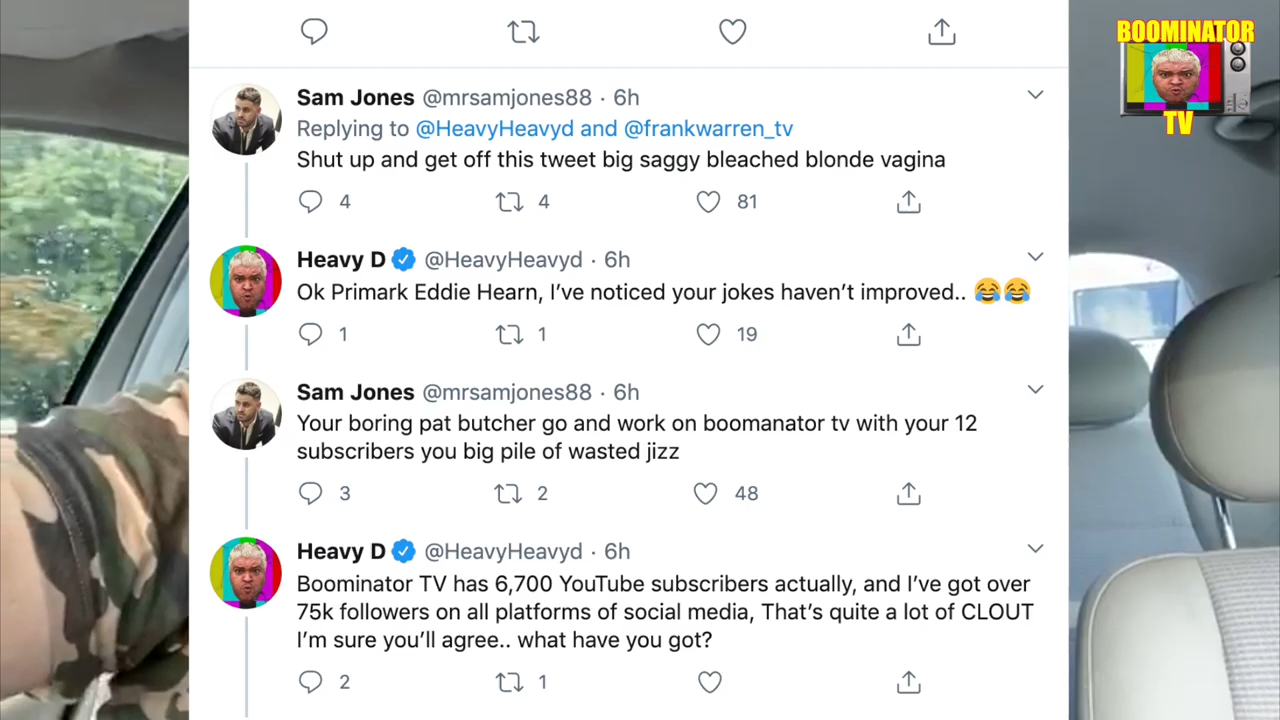 BOOMINATOR
TV
Sam Jones @mrsamjones88 · 6h
Replying to @HeavyHeavyd and @frankwarren_tv
Shut up and get off this tweet big saggy bleached blonde vagina
4 4 81
Heavy D @HeavyHeavyd · 6h
Ok Primark Eddie Hearn, I’ve noticed your jokes haven’t improved.. 😂😂
1 1 19
Sam Jones @mrsamjones88 · 6h
Your boring pat butcher go and work on boomanator tv with your 12
subscribers you big pile of wasted jizz
3 2 48
Heavy D @HeavyHeavyd · 6h
Boominator TV has 6,700 YouTube subscribers actually, and I’ve got over
75k followers on all platforms of social media, That’s quite a lot of CLOUT
I’m sure you’ll agree.. what have you got?
2 1